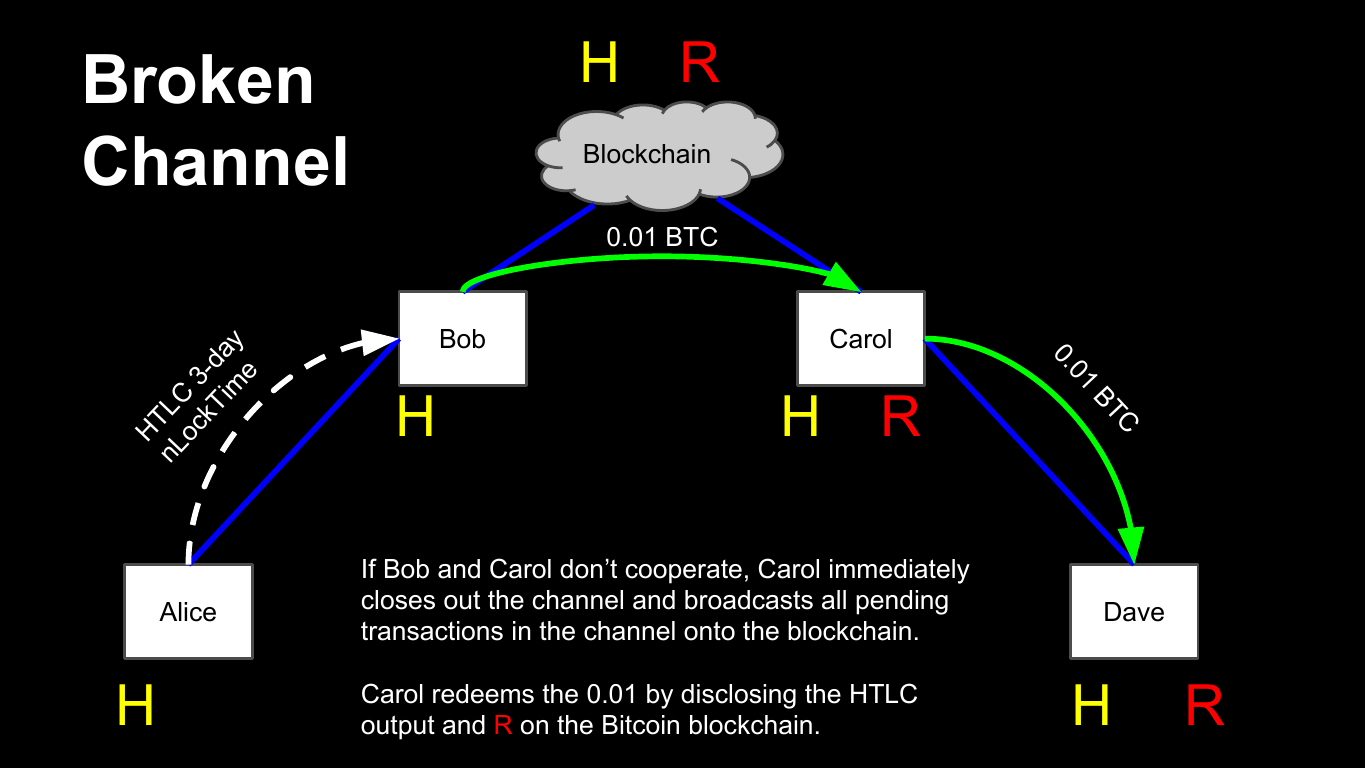 Broken
Channel
H R
Blockchain
0.01 BTC
Bob
Carol
H
H R
HTLC 3-day
nLockTime
0.01 BTC
If Bob and Carol don’t cooperate, Carol immediately
closes out the channel and broadcasts all pending
transactions in the channel onto the blockchain.
Carol redeems the 0.01 by disclosing the HTLC
output and R on the Bitcoin blockchain.
Alice
H
Dave
H R